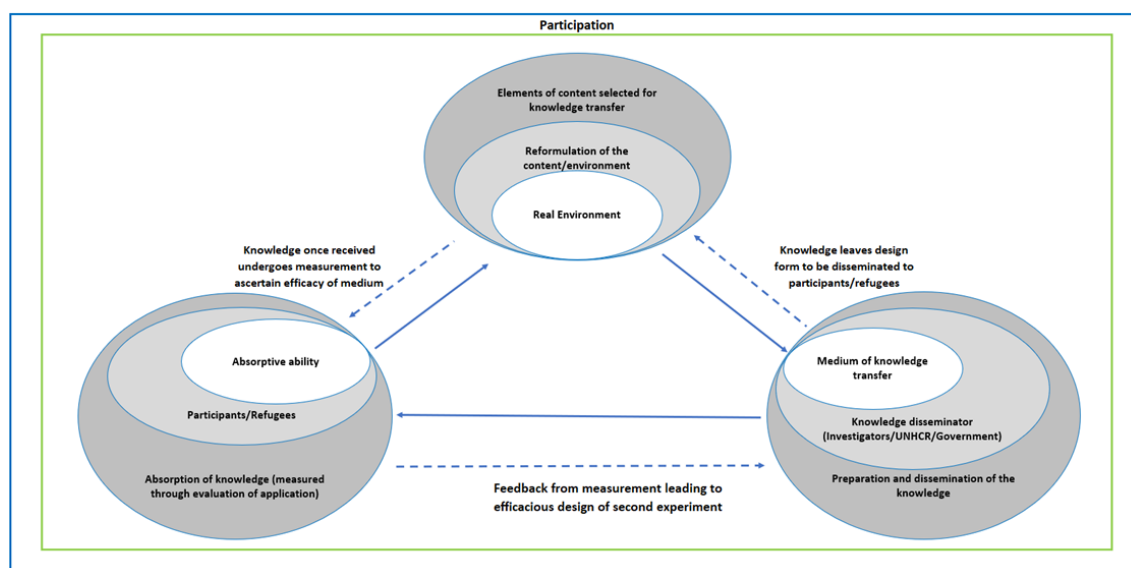 Participation
Elements of content selected for
knowledge transfer
Reformulation of the
content/environment
Real Environment
Knowledge once received
undergoes measurement to
ascertain efficacy of medium
Knowledge leaves design
form to be disseminated to
participants/refugees
Absorptive ability
Participants/Refugees
Absorption of knowledge (measured
through evaluation of application)
Medium of knowledge
transfer
Knowledge disseminator
(Investigators/UNHCR/Government)
Preparation and dissemination of the
knowledge
Feedback from measurement leading to
efficacious design of second experiment